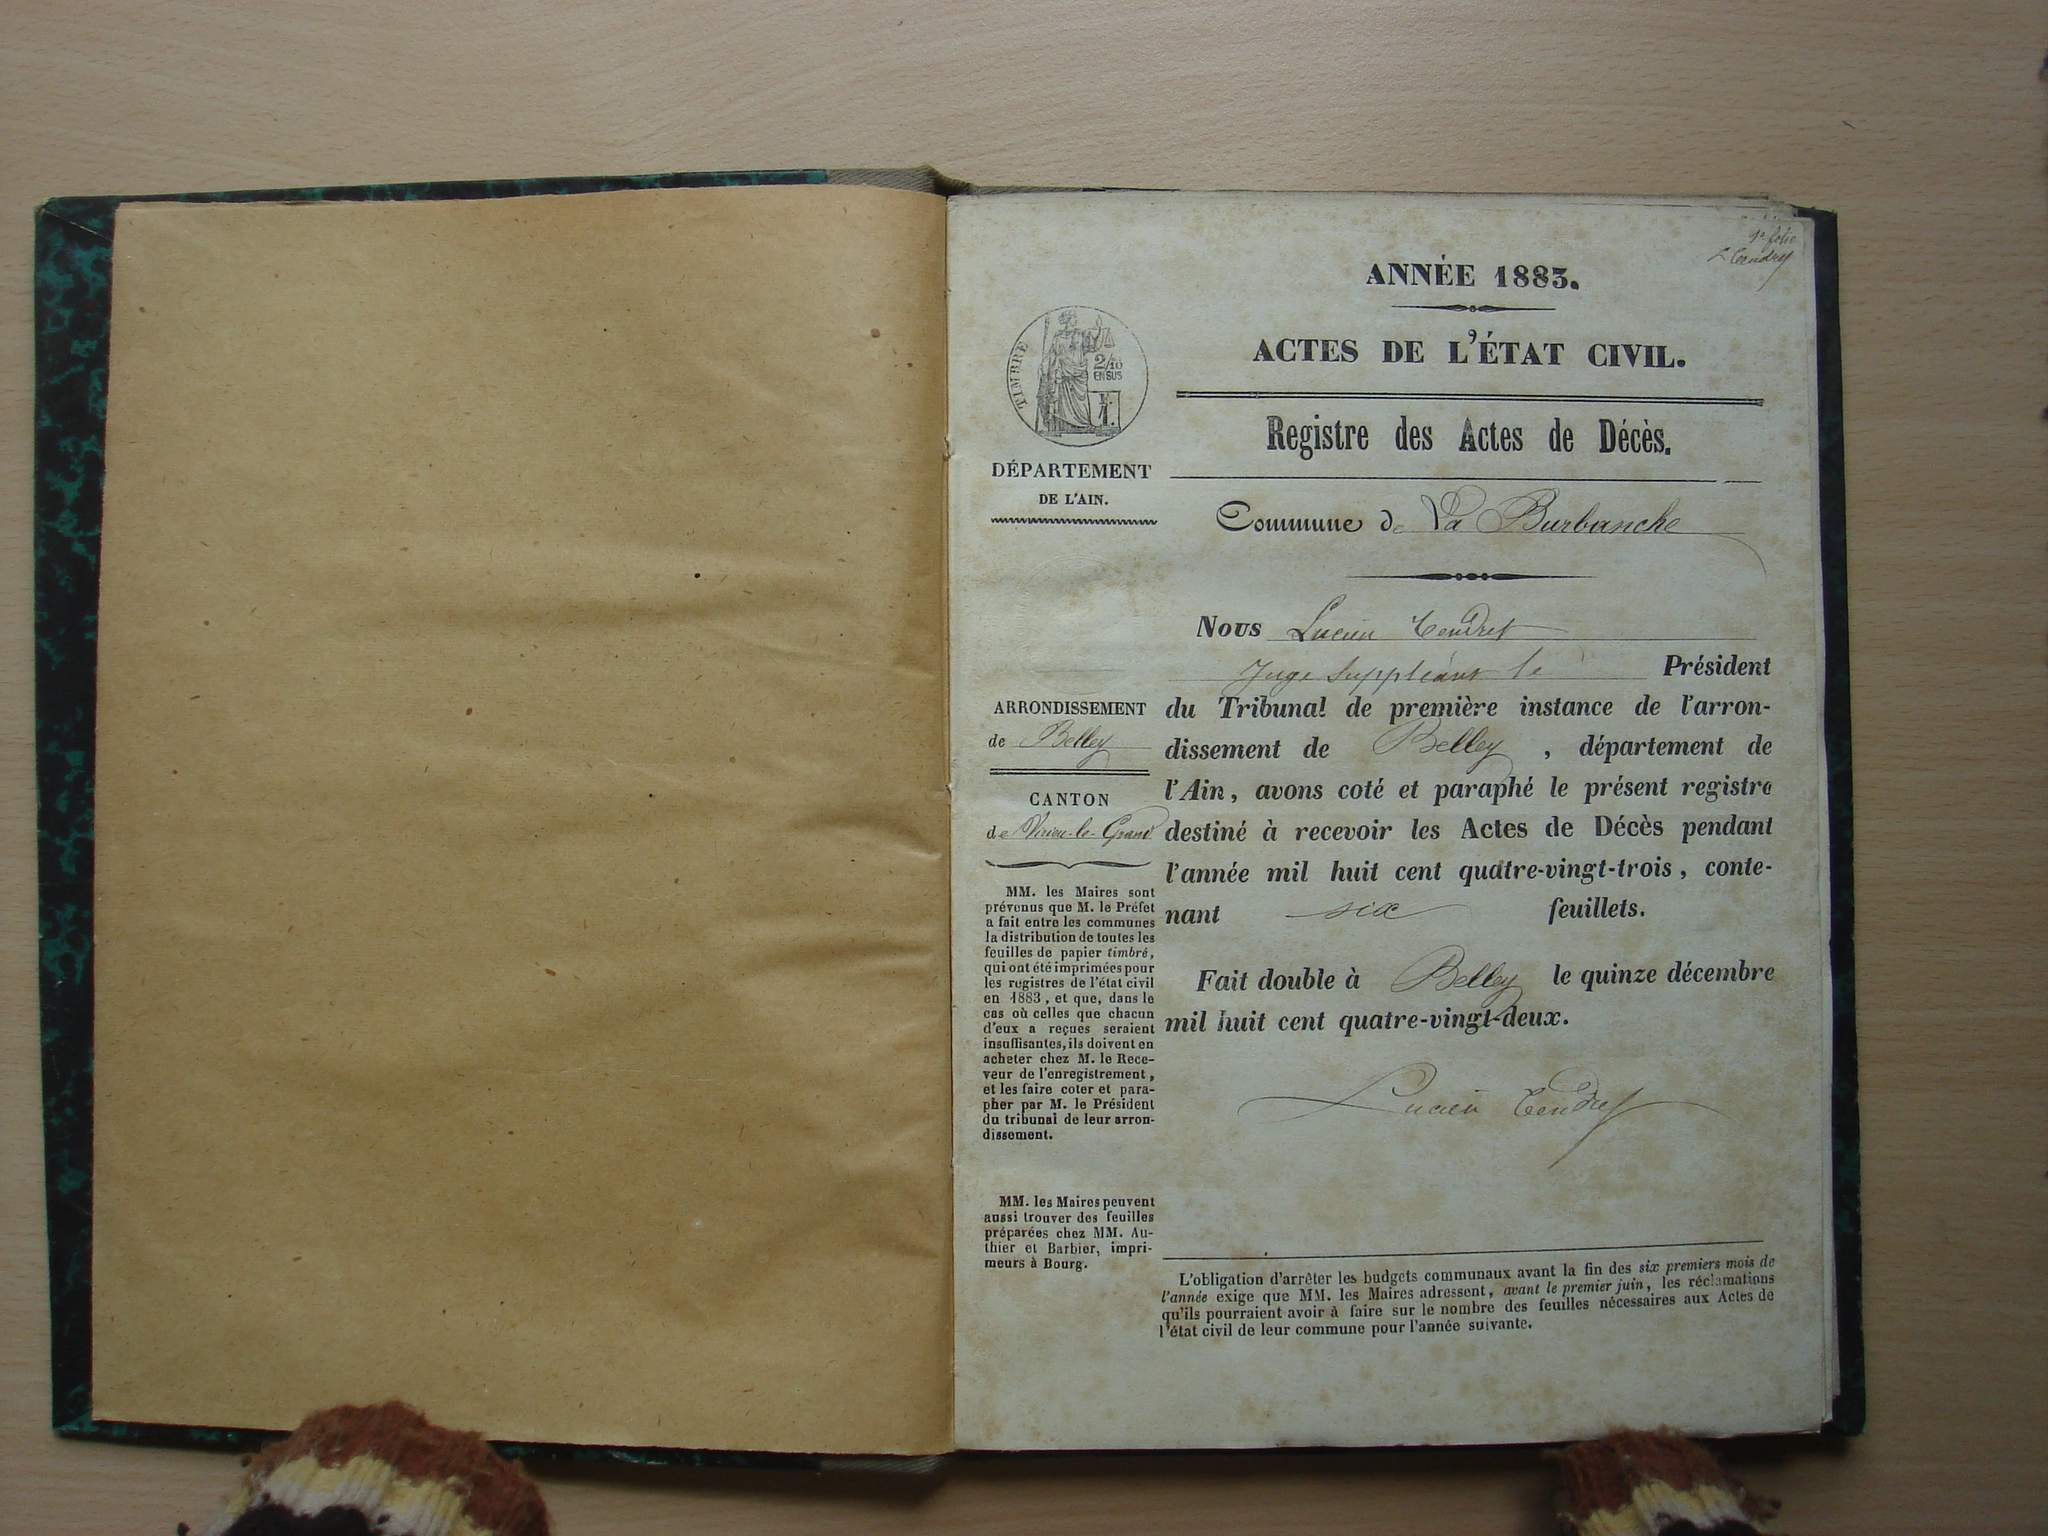 1er folio
L Tendret
ANNÉE 1883.
ACTES DE L'ÉTAT CIVIL.
TIMBRE
2/10
EN SUS
DÉPARTEMENT
DE L'AIN.
Registre des Actes de Décès.
Commune de La Burbanche
ARRONDISSEMENT
de Belley
CANTON
de Virieu-le-Grand
MM. les Maires sont
prévenus que M. le Préfet
a fait entre les communes
la distribution de toutes les
feuilles de papier timbré,
qui ont été imprimées pour
les registres de l'état civil
en 1883, et que, dans le
cas où celles que chacun
d'eux a reçues seraient
insuffisantes, ils doivent en
acheter chez M. le Rece-
veur de l'enregistrement,
et les faire coter et para-
pher par M. le Président
du tribunal de leur arron-
dissement.
MM. les Maires peuvent
aussi trouver des feuilles
préparées chez MM. Au-
thier et Barbier, impri-
meurs à Bourg.
Nous Lucien Tendret
Juge Suppléant le Président
du Tribunal de première instance de l'arron-
dissement de Belley, département de
l'Ain, avons coté et paraphé le présent registre
destiné à recevoir les Actes de Décès pendant
l'année mil huit cent quatre-vingt-trois, conte-
nant six feuillets.
Fait double à Belley le quinze décembre
mil huit cent quatre-vingt-deux.
Lucien Tendret
L'obligation d'arrêter les budgets communaux avant la fin des six premiers mois de
l'année exige que MM. les Maires adressent, avant le premier juin, les réclamations
qu'ils pourraient avoir à faire sur le nombre des feuilles nécessaires aux Actes de
l'état civil de leur commune pour l'année suivante.